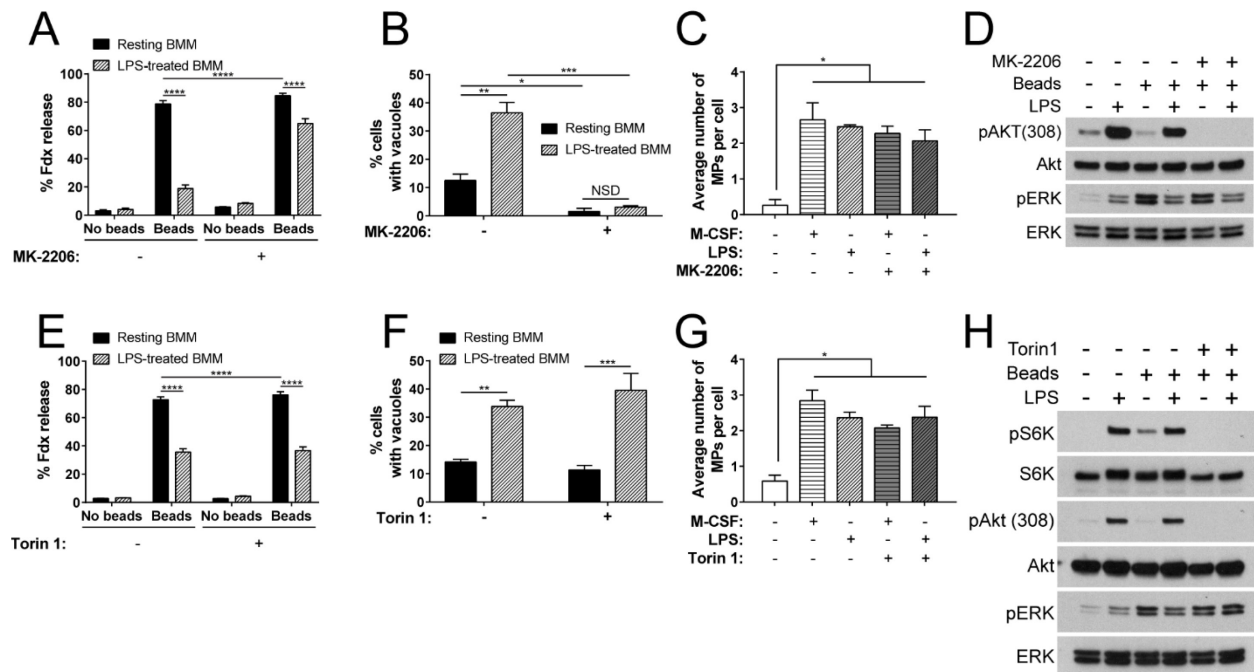 A
Resting BMM
LPS-treated BMM
% Fdx release
100
80
60
40
20
0
****
****
****
No beads Beads No beads Beads
MK-2206: - +
B
% cells
with vacuoles
50
40
30
20
10
0
***
*
**
NSD
Resting BMM
LPS-treated BMM
MK-2206: - +
C
Average number of
MPs per cell
4
3
2
1
0
*
M-CSF: - + - + -
LPS: - - + - +
MK-2206: - - - + +
D
MK-2206 - - - - + +
Beads - - + + + +
LPS - + - + - +
pAKT(308)
Akt
pERK
ERK
E
Resting BMM
LPS-treated BMM
% Fdx release
100
80
60
40
20
0
****
****
****
No beads Beads No beads Beads
Torin 1: - +
F
Resting BMM
LPS-treated BMM
% cells
with vacuoles
50
40
30
20
10
0
**
***
Torin 1: - +
G
Average number of
MPs per cell
4
3
2
1
0
*
M-CSF: - + - + -
LPS: - - + - +
Torin 1: - - - + +
H
Torin1 - - - - + +
Beads - - + + + +
LPS - + - + - +
pS6K
S6K
pAkt (308)
Akt
pERK
ERK